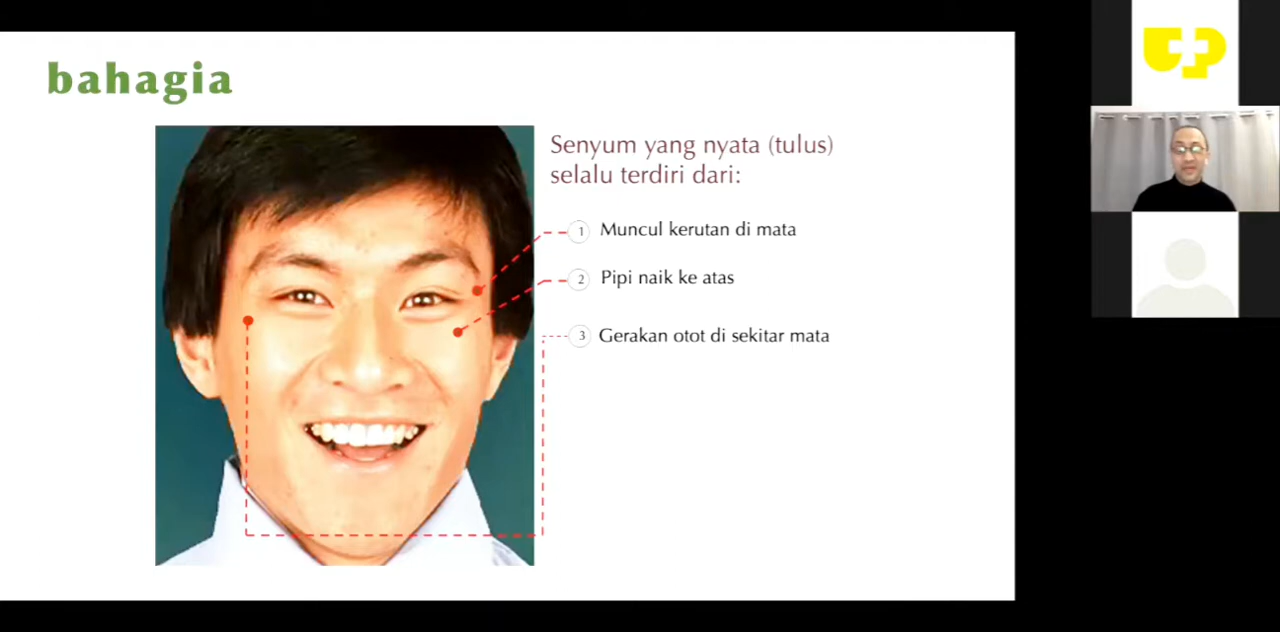 bahagia
Senyum yang nyata (tulus)
selalu terdiri dari:
1 Muncul kerutan di mata
2 Pipi naik ke atas
3 Gerakan otot di sekitar mata